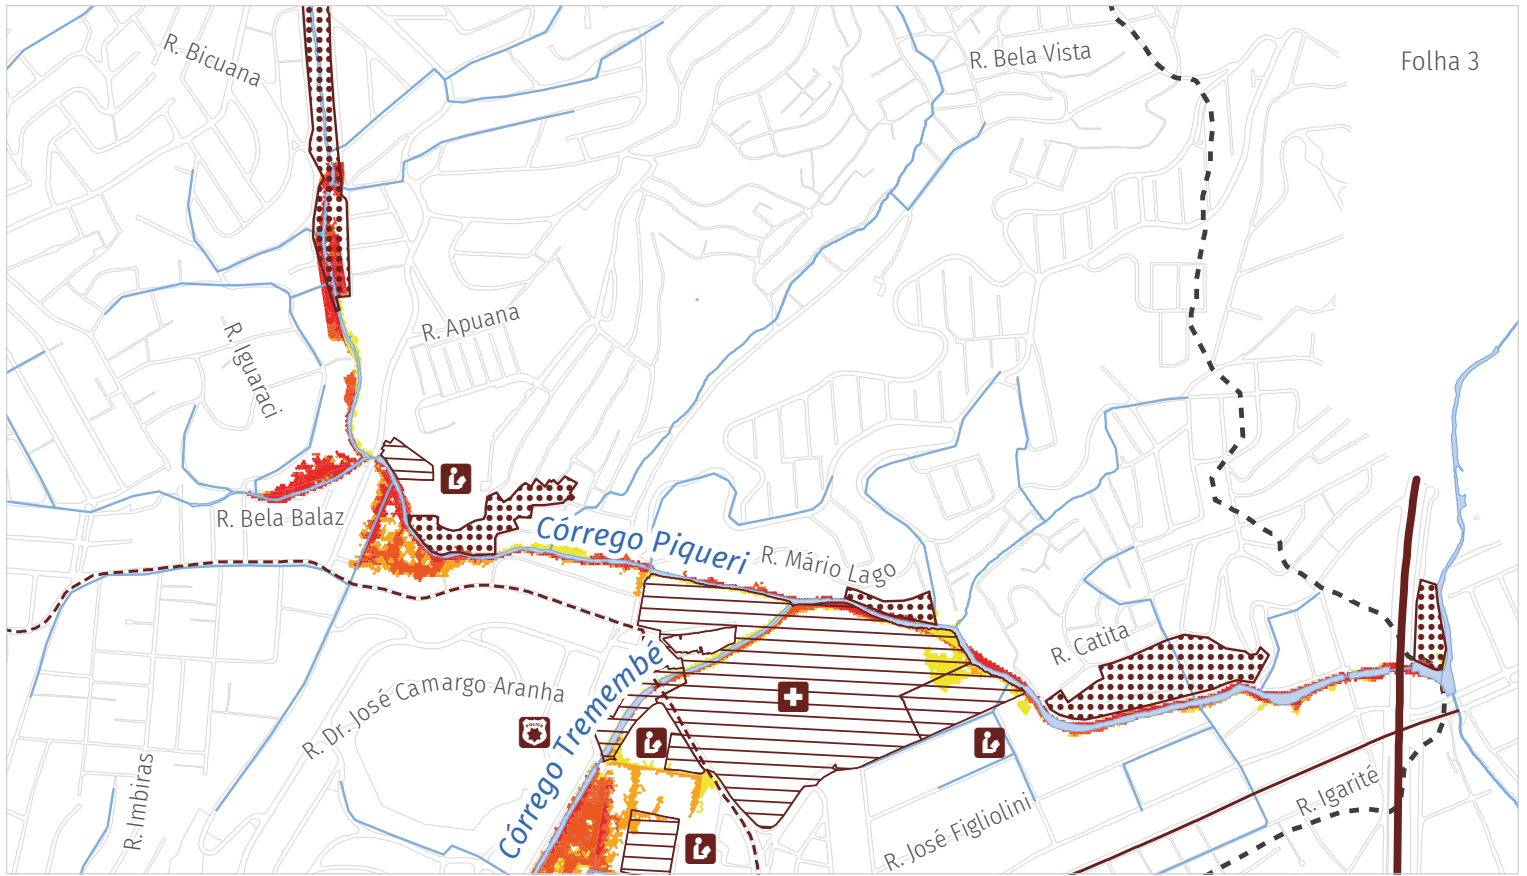 R. Bicuana
R. Bela Vista
Folha 3
R. Apuana
R. Iguaraci
R. Bela Balaz
Córrego Piqueri
R. Mário Lago
R. Catita
R. Dr. José Camargo Aranha
Córrego Tremembé
POLICE
R. Imbiras
R. José Figliolini
R. Igarité